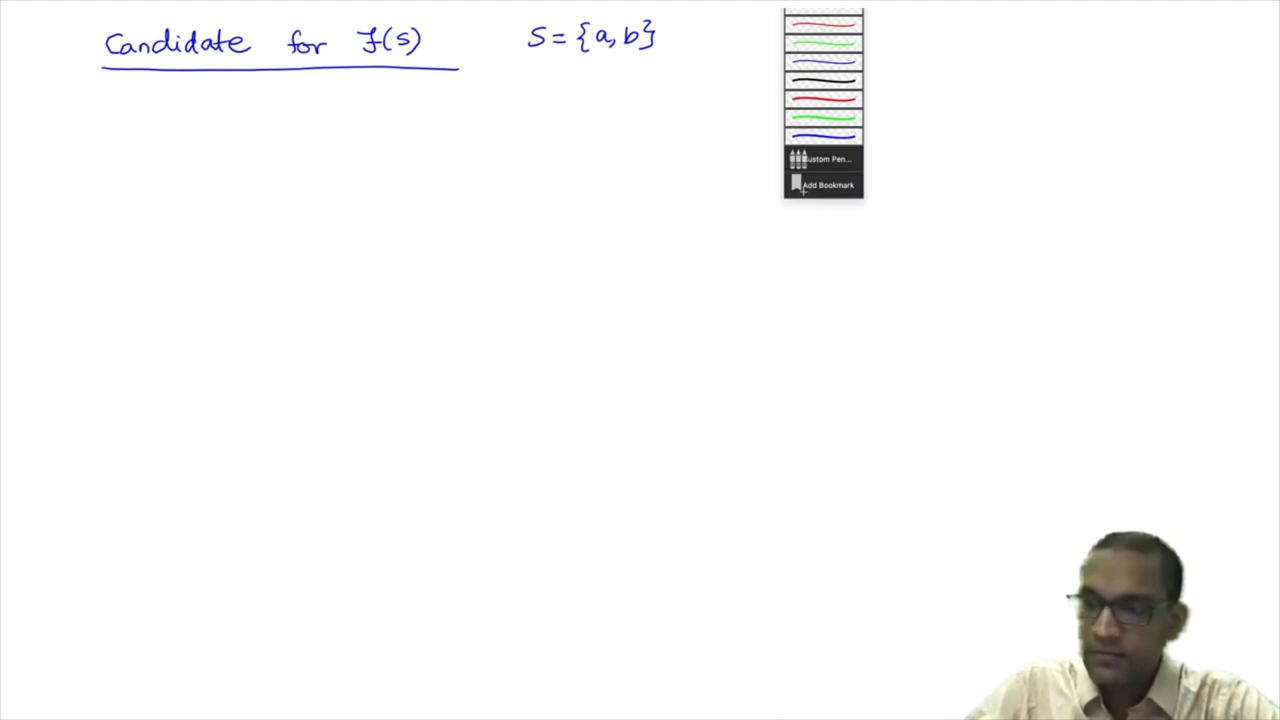 Candidate for F(S) S = {a, b}
Custom Pen...
Add Bookmark